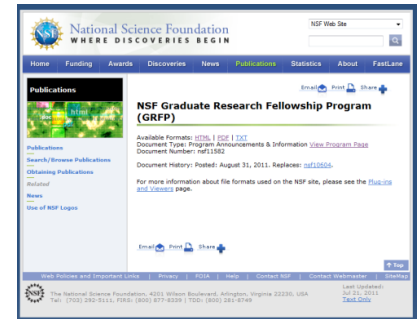 NSF Web Site
National Science Foundation
WHERE DISCOVERIES BEGIN
Home Funding Awards Discoveries News Publications Statistics About FastLane
Publications
Email Print Share
NSF Graduate Research Fellowship Program
(GRFP)
Available Formats: HTML | PDF | TXT
Document Type: Program Announcements & Information View Program Page
Document Number: nsf11582
Document History: Posted: August 31, 2011. Replaces: nsf10604.
For more information about file formats used on the NSF site, please see the Plug-ins
and Viewers page.
Publications
Search/Browse Publications
Obtaining Publications
Related
News
Use of NSF Logos
Email Print Share
Top
Web Policies and Important Links | Privacy | FOIA | Help | Contact NSF | Contact Webmaster | SiteMap
The National Science Foundation, 4201 Wilson Boulevard, Arlington, Virginia 22230, USA
Tel: (703) 292-5111, FIRS: (800) 877-8339 | TDD: (800) 281-8749
Last Updated:
Jul 21, 2011
Text Only